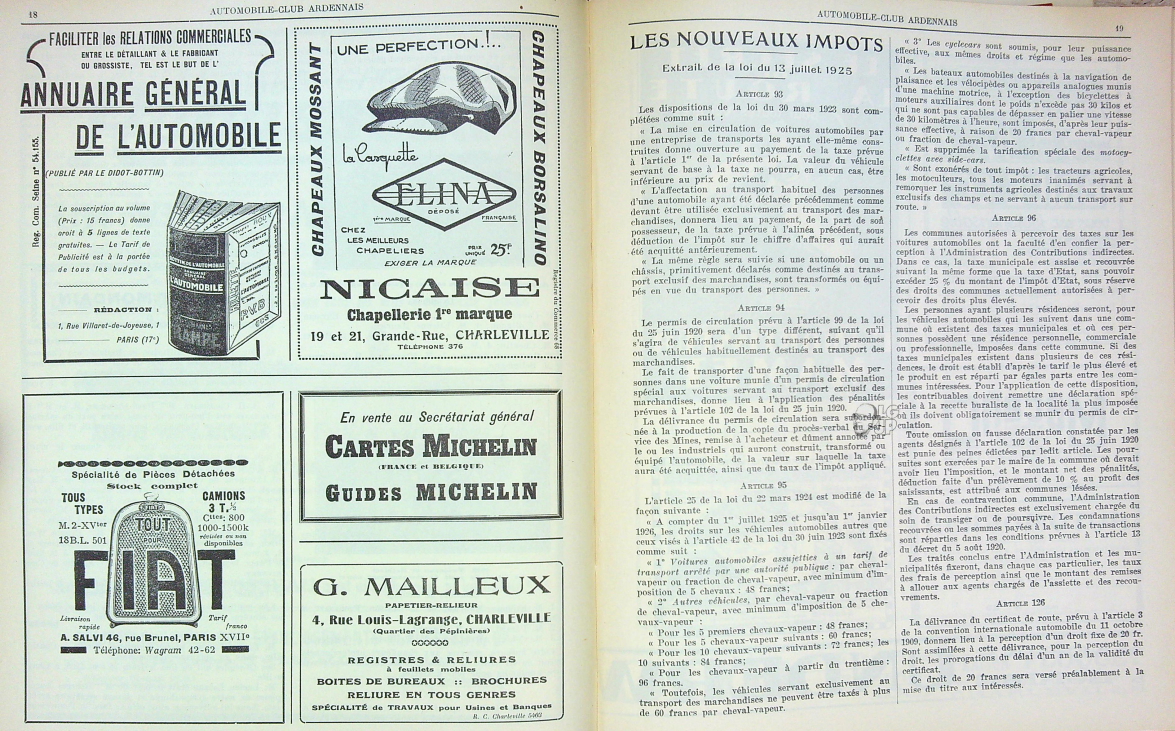 18
AUTOMOBILE-CLUB ARDENNAIS
FACILITER les RELATIONS COMMERCIALES
ENTRE LE DÉTAILLANT & LE FABRICANT
OU GROSSISTE, TEL EST LE BUT DE L'
ANNUAIRE GÉNÉRAL
DE L'AUTOMOBILE
(PUBLIÉ PAR LE DIDOT-BOTTIN)
Reg. Com. Seine nº 54.155.
La souscription au volume
(Prix : 15 francs) donne
droit à 5 lignes de texte
gratuites. — Le Tarif de
Publicité est à la portée
de tous les budgets.
RÉDACTION :
1, Rue Villaret-de-Joyeuse, 1
PARIS (17e)
CHAPEAUX MOSSANT
UNE PERFECTION.!..
La Casquette
ELINA
DÉPOSÉ
1ère MARQUE
FRANÇAISE
CHEZ
LES MEILLEURS
CHAPELIERS
PRIX
UNIQUE 25F
EXIGER LA MARQUE
CHAPEAUX BORSALINO
NICAISE
Chapellerie 1re marque
19 et 21, Grande-Rue, CHARLEVILLE
TÉLÉPHONE 376
Registre du Commerce 68
Spécialité de Pièces Détachées
Stock complet
TOUS
TYPES
M. 2-XVter
18 B.L. 501
CAMIONS
3 T.½
Cttes: 800
1000-1500k
révisées ou non
disponibles
TOUT
POUR
FIAT
Livraison
rapide
Tarif
franco
A. SALVI 46, rue Brunel, PARIS XVIIe
Téléphone: Wagram 42-62
En vente au Secrétariat général
CARTES MICHELIN
(FRANCE et BELGIQUE)
GUIDES MICHELIN
G. MAILLEUX
PAPETIER-RELIEUR
4, Rue Louis-Lagrange, CHARLEVILLE
(Quartier des Pépinières)
REGISTRES & RELIURES
à feuillets mobiles
BOITES DE BUREAUX :: BROCHURES
RELIURE EN TOUS GENRES
SPÉCIALITÉ de TRAVAUX pour Usines et Banques
R. C. Charleville 5463
AUTOMOBILE-CLUB ARDENNAIS
19
LES NOUVEAUX IMPOTS
Extrait de la loi du 13 juillet 1925
ARTICLE 93
Les dispositions de la loi du 30 mars 1923 sont com-
plétées comme suit :
« La mise en circulation de voitures automobiles par
une entreprise de transports les ayant elle-même cons-
truites donne ouverture au payement de la taxe prévue
à l'article 1er de la présente loi. La valeur du véhicule
servant de base à la taxe ne pourra, en aucun cas, être
inférieure au prix de revient.
« L'affectation au transport habituel des personnes
d'une automobile ayant été déclarée précédemment comme
devant être utilisée exclusivement au transport des mar-
chandises, donnera lieu au payement, de la part de son
possesseur, de la taxe prévue à l'alinéa précédent, sous
déduction de l'impôt sur le chiffre d'affaires qui aurait
été acquitté antérieurement.
« La même règle sera suivie si une automobile ou un
châssis, primitivement déclarés comme destinés au trans-
port exclusif des marchandises, sont transformés ou équi-
pés en vue du transport des personnes. »
ARTICLE 94
Le permis de circulation prévu à l'article 99 de la loi
du 25 juin 1920 sera d'un type différent, suivant qu'il
s'agira de véhicules servant au transport des personnes
ou de véhicules habituellement destinés au transport des
marchandises.
Le fait de transporter d'une façon habituelle des per-
sonnes dans une voiture munie d'un permis de circulation
spécial aux voitures servant au transport exclusif des
marchandises, donne lieu à l'application des pénalités
prévues à l'article 102 de la loi du 25 juin 1920.
La délivrance du permis de circulation sera subordon-
née à la production de la copie du procès-verbal du Ser-
vice des Mines, remise à l'acheteur et dûment annotée par
le ou les industriels qui auront construit, transformé ou
équipé l'automobile, de la valeur sur laquelle la taxe
aura été acquittée, ainsi que du taux de l'impôt appliqué.
ARTICLE 95
L'article 25 de la loi du 22 mars 1924 est modifié de la
façon suivante :
« A compter du 1er juillet 1925 et jusqu'au 1er janvier
1926, les droits sur les voitures automobiles autres que
ceux visés à l'article 42 de la loi du 30 juin 1923 sont fixés
comme suit :
« 1º Voitures automobiles assujetties à un tarif de
transport arrêté par une autorité publique : par cheval-
vapeur ou fraction de cheval-vapeur, avec minimum d'im-
position de 5 chevaux : 48 francs;
« 2º Autres véhicules, par cheval-vapeur ou fraction
de cheval-vapeur, avec minimum d'imposition de 5 che-
vaux-vapeur :
« Pour les 5 premiers chevaux-vapeur : 48 francs;
« Pour les 5 chevaux-vapeur suivants : 60 francs;
« Pour les 10 chevaux-vapeur suivants : 72 francs; les
10 suivants : 84 francs;
« Pour les chevaux-vapeur à partir du trentième :
96 francs.
« Toutefois, les véhicules servant exclusivement au
transport des marchandises ne peuvent être taxés à plus
de 60 francs par cheval-vapeur.
« 3º Les cyclecars sont soumis, pour leur puissance
effective, aux mêmes droits et régime que les automo-
biles.
« Les bateaux automobiles destinés à la navigation de
plaisance et les vélocipèdes ou appareils analogues munis
d'une machine motrice, à l'exception des bicyclettes à
moteurs auxiliaires dont le poids n'excède pas 30 kilos et
qui ne sont pas capables de dépasser en palier une vitesse
de 30 kilomètres à l'heure, sont imposés, d'après leur puis-
sance effective, à raison de 20 francs par cheval-vapeur
ou fraction de cheval-vapeur.
« Est supprimée la tarification spéciale des motocy-
clettes avec side-cars.
« Sont exonérés de tout impôt : les tracteurs agricoles,
les motoculteurs, tous les moteurs inanimés servant à
remorquer les instruments agricoles destinés aux travaux
exclusifs des champs et ne servant à aucun transport sur
route. »
ARTICLE 96
Les communes autorisées à percevoir des taxes sur les
voitures automobiles ont la faculté d'en confier la per-
ception à l'Administration des Contributions indirectes.
Dans ce cas, la taxe municipale est assise et recouvrée
suivant la même forme que la taxe d'Etat, sans pouvoir
excéder 25 % du montant de l'impôt d'Etat, sous réserve
des droits des communes actuellement autorisées à per-
cevoir des droits plus élevés.
Les personnes ayant plusieurs résidences seront, pour
les véhicules automobiles qui les suivent dans une com-
mune où existent des taxes municipales et où ces per-
sonnes possèdent une résidence personnelle, commerciale
ou professionnelle, imposées dans cette commune. Si des
taxes municipales existent dans plusieurs de ces rési-
dences, le droit est établi d'après le tarif le plus élevé et
le produit en est réparti par égales parts entre les com-
munes intéressées. Pour l'application de cette disposition,
les contribuables doivent remettre une déclaration spé-
ciale à la recette buraliste de la localité la plus imposée
où ils doivent obligatoirement se munir du permis de cir-
culation.
Toute omission ou fausse déclaration constatée par les
agents désignés à l'article 102 de la loi du 25 juin 1920
est punie des peines édictées par ledit article. Les pour-
suites sont exercées par le maire de la commune où devait
avoir lieu l'imposition, et le montant net des pénalités,
déduction faite d'un prélèvement de 10 % au profit des
saisissants, est attribué aux communes lésées.
En cas de contravention commune, l'Administration
des Contributions indirectes est exclusivement chargée du
soin de transiger ou de poursuivre. Les condamnations
recouvrées ou les sommes payées à la suite de transactions
sont réparties dans les conditions prévues à l'article 13
du décret du 5 août 1920.
Les traités conclus entre l'Administration et les mu-
nicipalités fixeront, dans chaque cas particulier, les taux
des frais de perception ainsi que le montant des remises
à allouer aux agents chargés de l'assiette et des recou-
vrements.
ARTICLE 126
La délivrance du certificat de route, prévu à l'article 3
de la convention internationale automobile du 11 octobre
1909, donnera lieu à la perception d'un droit fixe de 20 fr.
Sont assimilées à cette délivrance, pour la perception du
droit, les prorogations du délai d'un an de la validité du
certificat.
Ce droit de 20 francs sera versé préalablement à la
mise du titre aux intéressés.